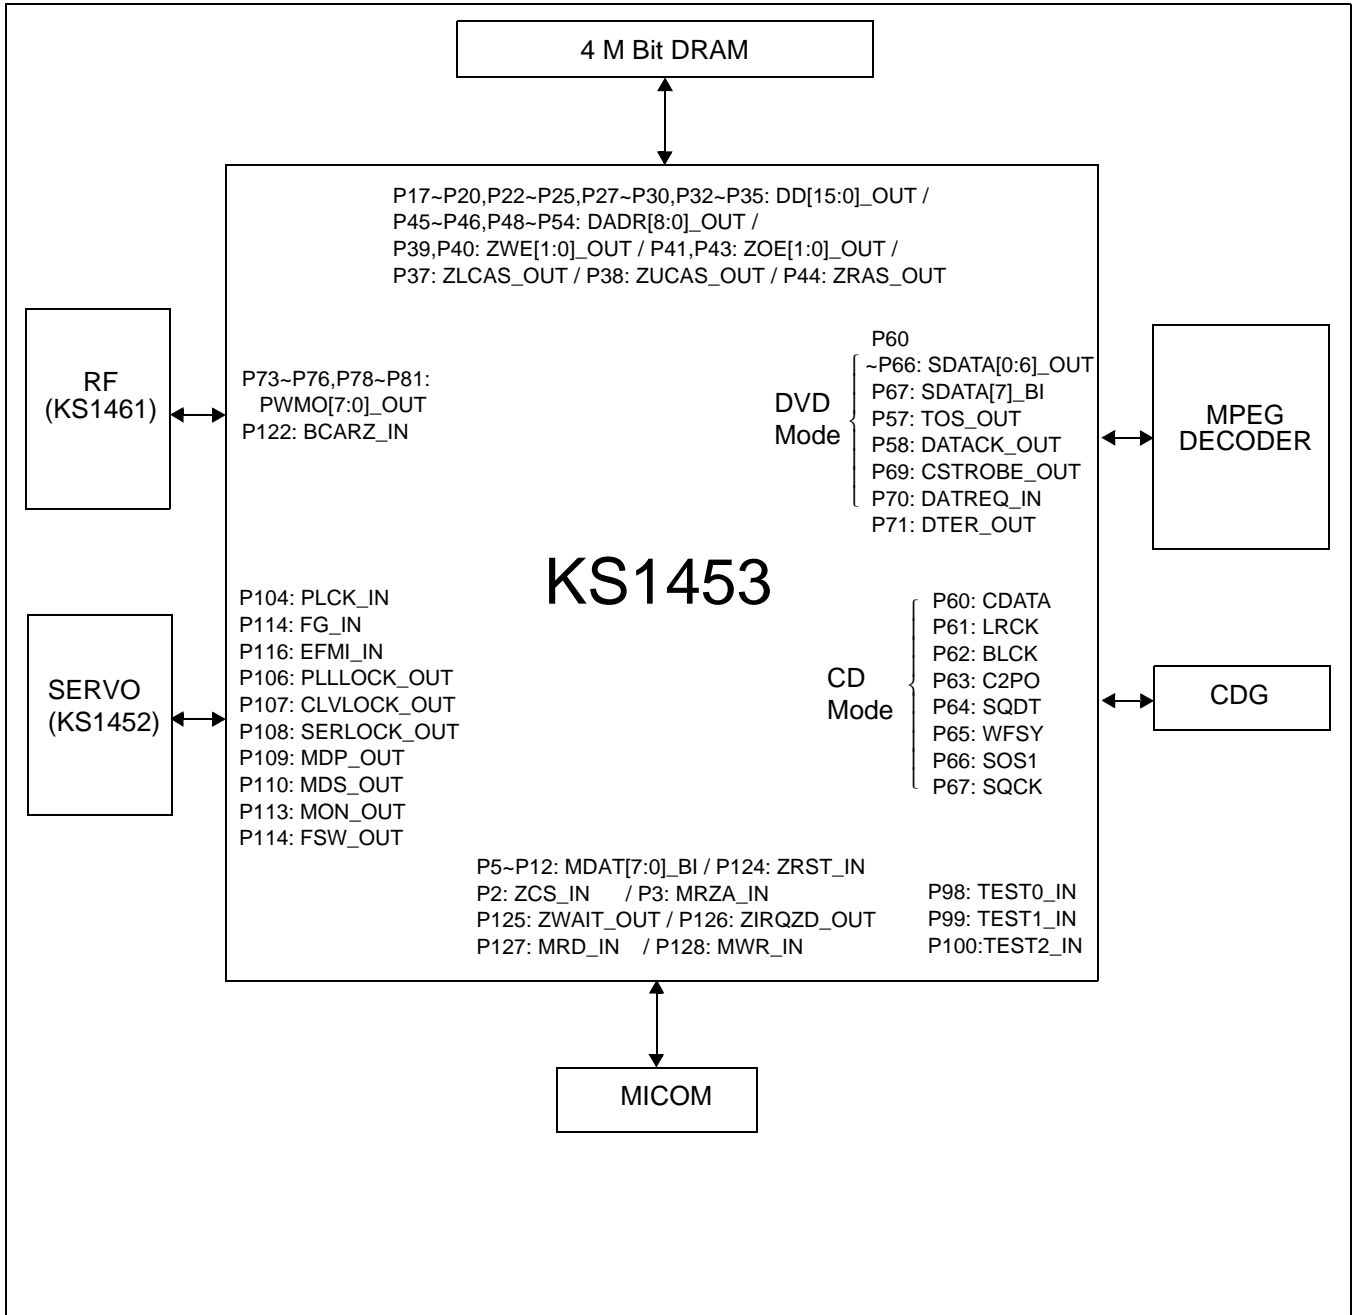 4 M Bit DRAM
P17~P20,P22~P25,P27~P30,P32~P35: DD[15:0]_OUT /
P45~P46,P48~P54: DADR[8:0]_OUT /
P39,P40: ZWE[1:0]_OUT / P41,P43: ZOE[1:0]_OUT /
P37: ZLCAS_OUT / P38: ZUCAS_OUT / P44: ZRAS_OUT
RF
(KS1461)
P73~P76,P78~P81:
PWMO[7:0]_OUT
P122: BCARZ_IN
DVD
Mode
P60
~P66: SDATA[0:6]_OUT
P67: SDATA[7]_BI
P57: TOS_OUT
P58: DATACK_OUT
P69: CSTROBE_OUT
P70: DATREQ_IN
P71: DTER_OUT
MPEG
DECODER
KS1453
SERVO
(KS1452)
P104: PLCK_IN
P114: FG_IN
P116: EFMI_IN
P106: PLLLOCK_OUT
P107: CLVLOCK_OUT
P108: SERLOCK_OUT
P109: MDP_OUT
P110: MDS_OUT
P113: MON_OUT
P114: FSW_OUT
CD
Mode
P60: CDATA
P61: LRCK
P62: BLCK
P63: C2PO
P64: SQDT
P65: WFSY
P66: SOS1
P67: SQCK
CDG
P5~P12: MDAT[7:0]_BI / P124: ZRST_IN
P2: ZCS_IN / P3: MRZA_IN
P125: ZWAIT_OUT / P126: ZIRQZD_OUT
P127: MRD_IN / P128: MWR_IN
P98: TEST0_IN
P99: TEST1_IN
P100:TEST2_IN
MICOM